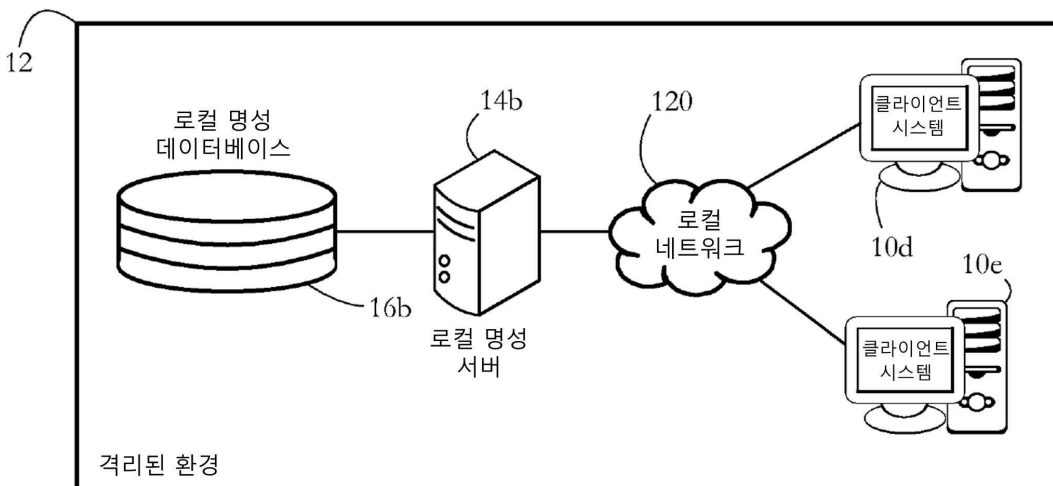 12
로컬 명성
데이터베이스
16b
14b
로컬 명성
서버
120
로컬
네트워크
클라이언트
시스템
10d
10e
클라이언트
시스템
격리된 환경